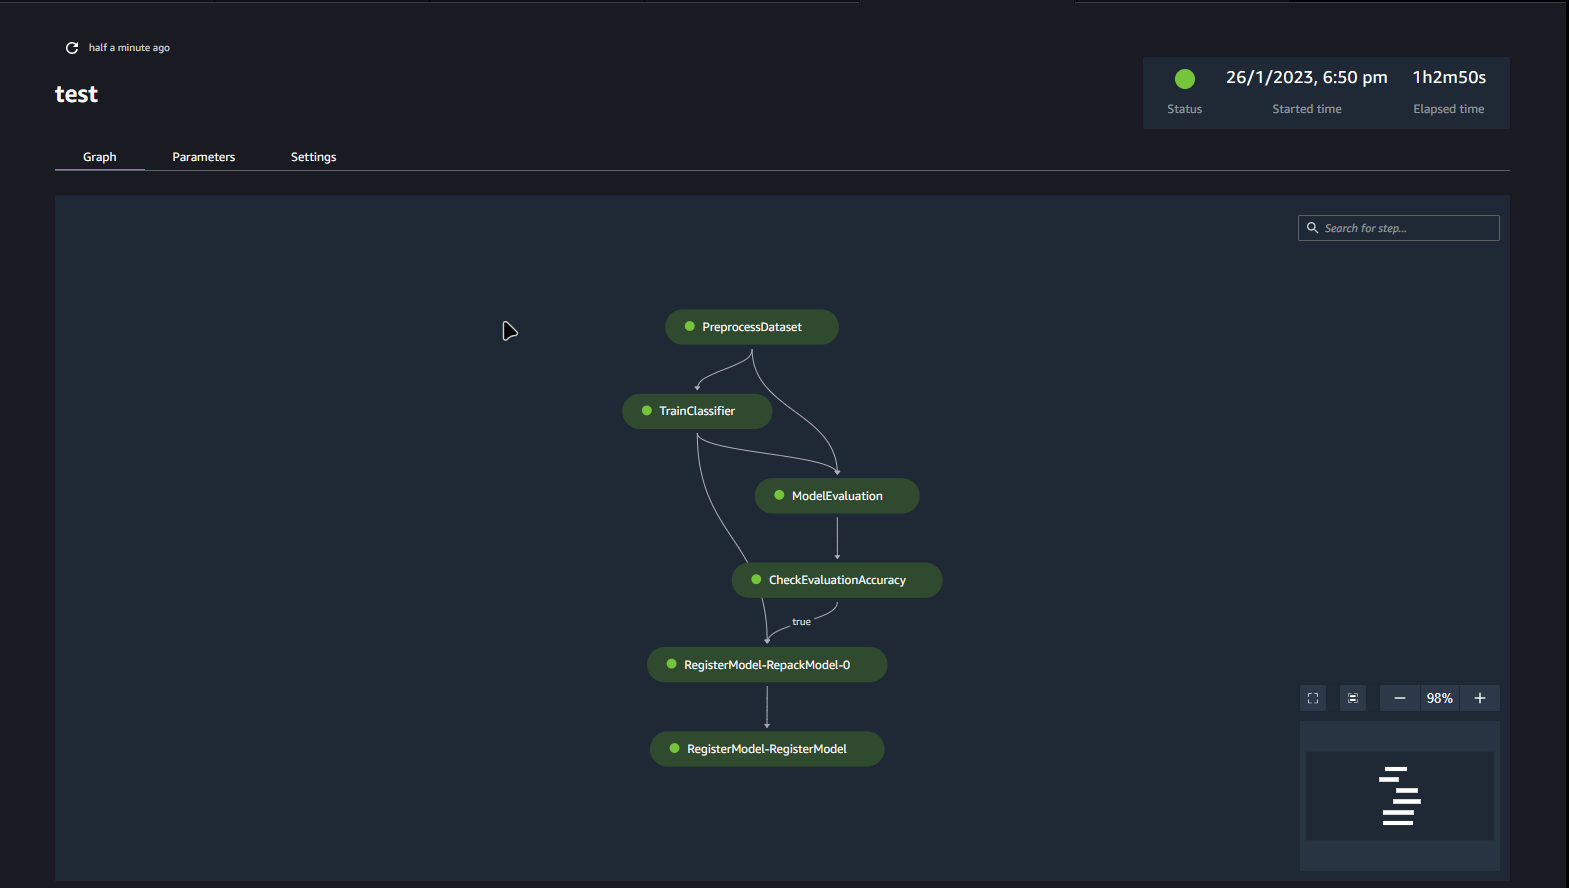 half a minute ago
test
26/1/2023, 6:50 pm 1h2m50s
Status Started time Elapsed time
Graph Parameters Settings
Search for step...
PreprocessDataset
TrainClassifier
ModelEvaluation
CheckEvaluationAccuracy
true
RegisterModel-RepackModel-0
98%
RegisterModel-RegisterModel